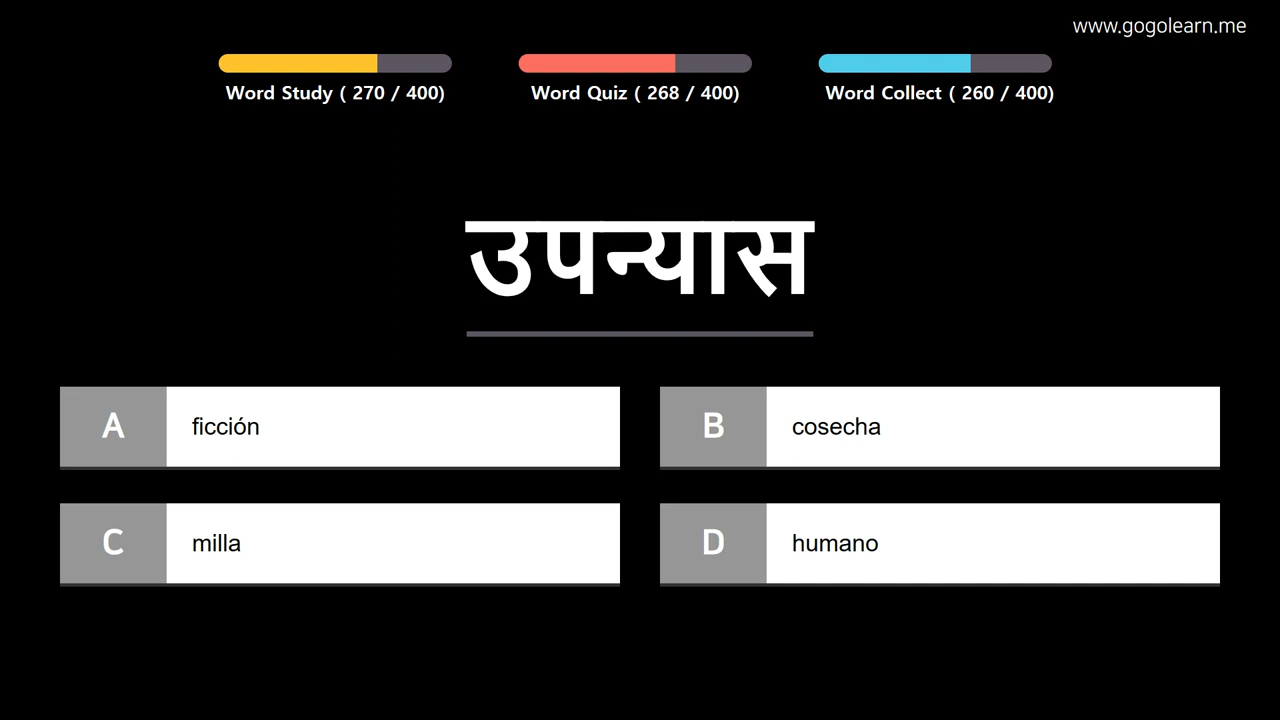 www.gogolearn.me
Word Study ( 270 / 400)
Word Quiz ( 268 / 400)
Word Collect ( 260 / 400)
उपन्यास
A ficción
B cosecha
C milla
D humano